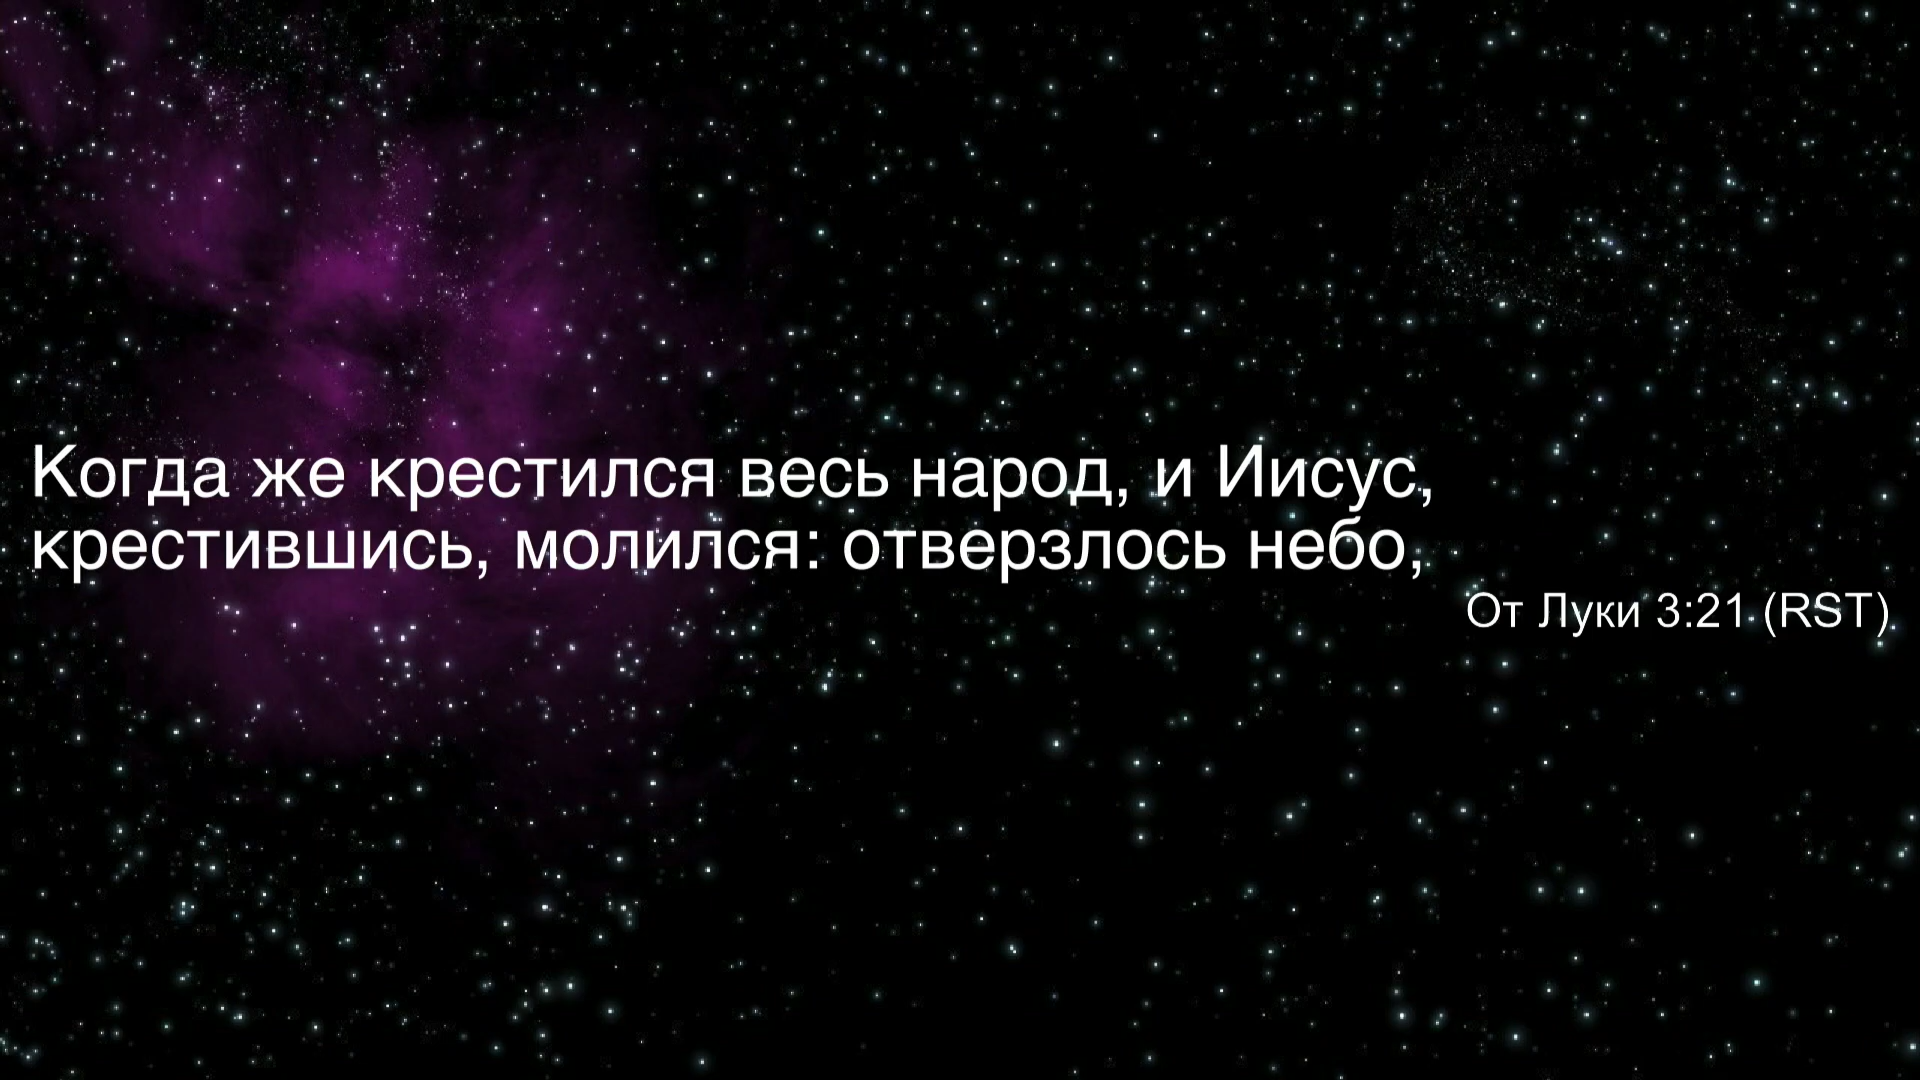 Когда же крестился весь народ, и Иисус,
крестившись, молился: отверзлось небо,
От Луки 3:21 (RST)